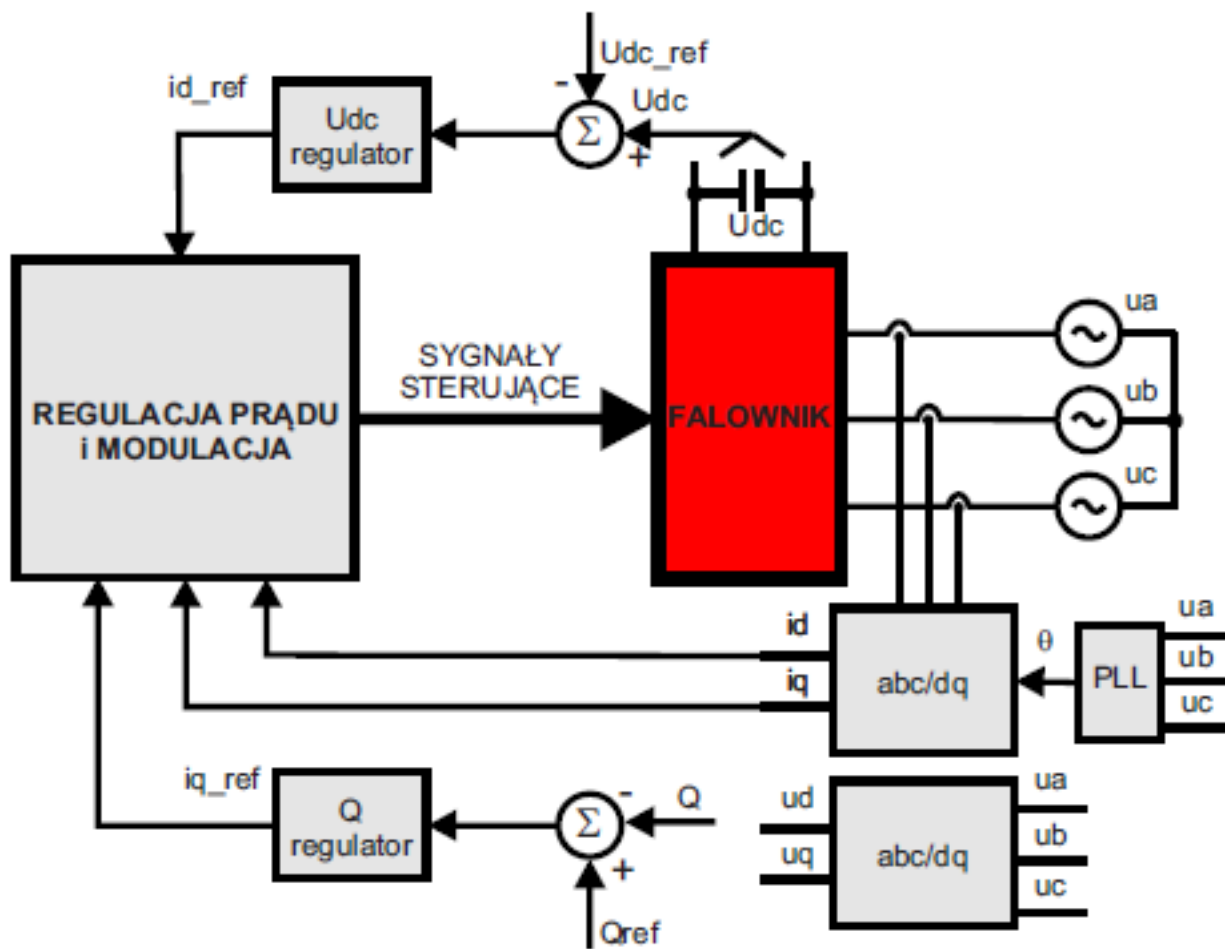 Udc_ref
-
id_ref
Udc
Udc
regulator
Σ
+
Udc
ua
SYGNAŁY
STERUJĄCE
ub
REGULACJA PRĄDU
i MODULACJA
FALOWNIK
uc
id
θ
ua
iq
abc/dq
PLL
ub
uc
iq_ref
Q
regulator
Σ
-
Q
+
Qref
ud
uq
abc/dq
ua
ub
uc